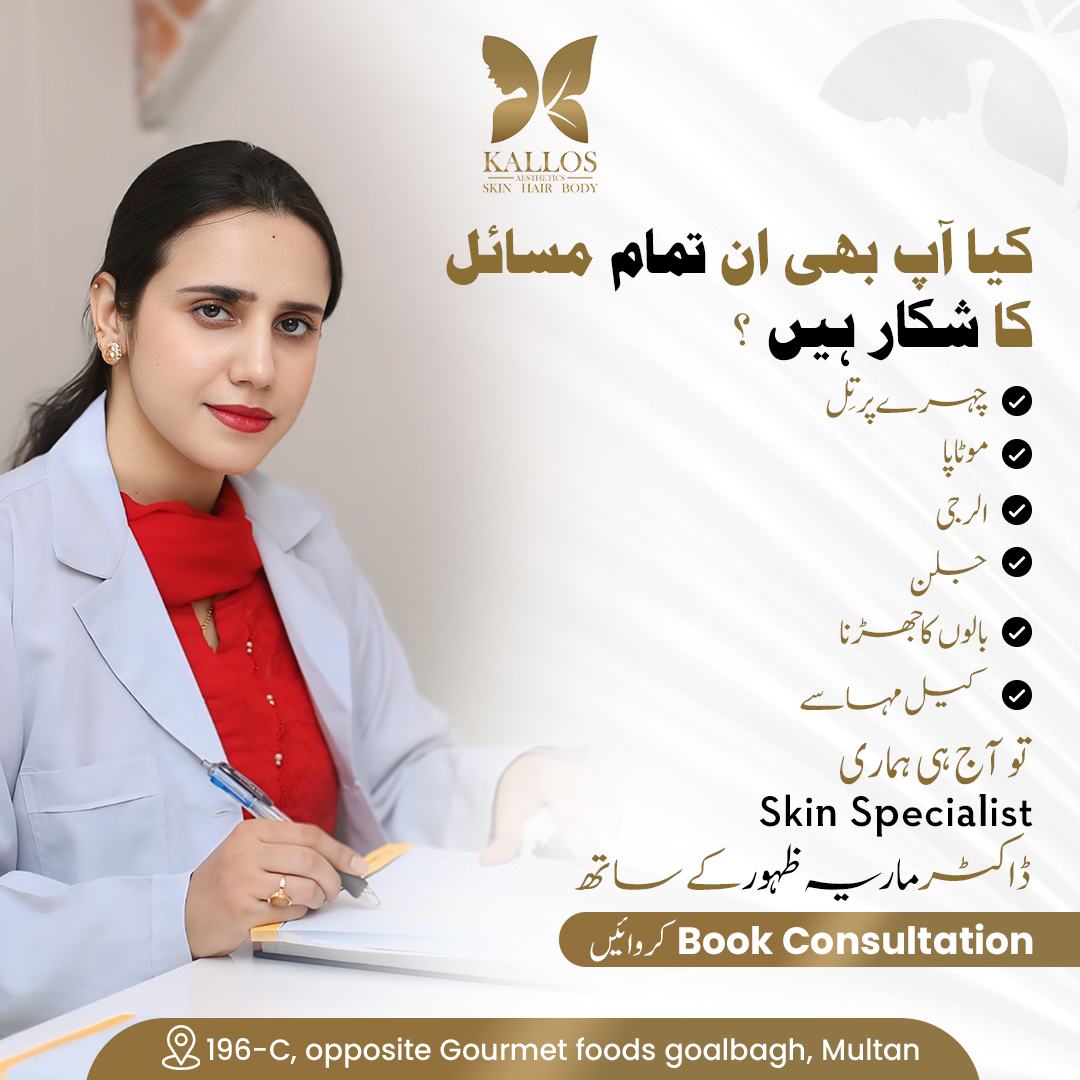 KALLOS
AESTHETICS
SKIN HAIR BODY
کیا آپ بھی ان تمام مسائل
کا شکار ہیں ؟
چہرے پر تِل
موٹاپا
الرجی
جلن
بالوں کا جھڑنا
کیل مہاسے
تو آج ہی ہماری
Skin Specialist
ڈاکٹر ماریہ ظہور کے ساتھ
Book Consultation کروائیں
196-C, opposite Gourmet foods goalbagh, Multan